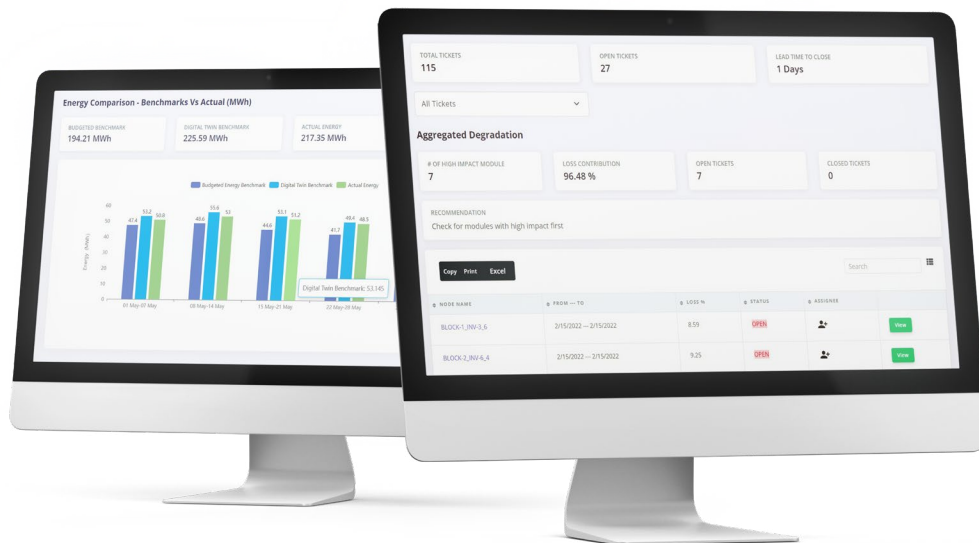 Energy Comparison - Benchmarks Vs Actual (MWh)
BUDGETED BENCHMARK
194.21 MWh
DIGITAL TWIN BENCHMARK
225.59 MWh
ACTUAL ENERGY
217.35 MWh
Budgeted Energy Benchmark Digital Twin Benchmark Actual Energy
Energy (MWh)
60
50
40
30
20
10
0
47.4 53.2 50.8
48.6 55.6 53
44.6 53.1 51.2
41.7 49.4 48.5
Digital Twin Benchmark: 53.145
01 May-07 May
08 May-14 May
15 May-21 May
22 May-28 May
TOTAL TICKETS
115
OPEN TICKETS
27
LEAD TIME TO CLOSE
1 Days
All Tickets
Aggregated Degradation
# OF HIGH IMPACT MODULE
7
LOSS CONTRIBUTION
96.48 %
OPEN TICKETS
7
CLOSED TICKETS
0
RECOMMENDATION
Check for modules with high impact first
Copy Print Excel
Search
NODE NAME FROM — TO LOSS % STATUS ASSIGNEE
BLOCK-1_INV-3_6 2/15/2022 — 2/15/2022 8.59 OPEN View
BLOCK-2_INV-6_4 2/15/2022 — 2/15/2022 9.25 OPEN View